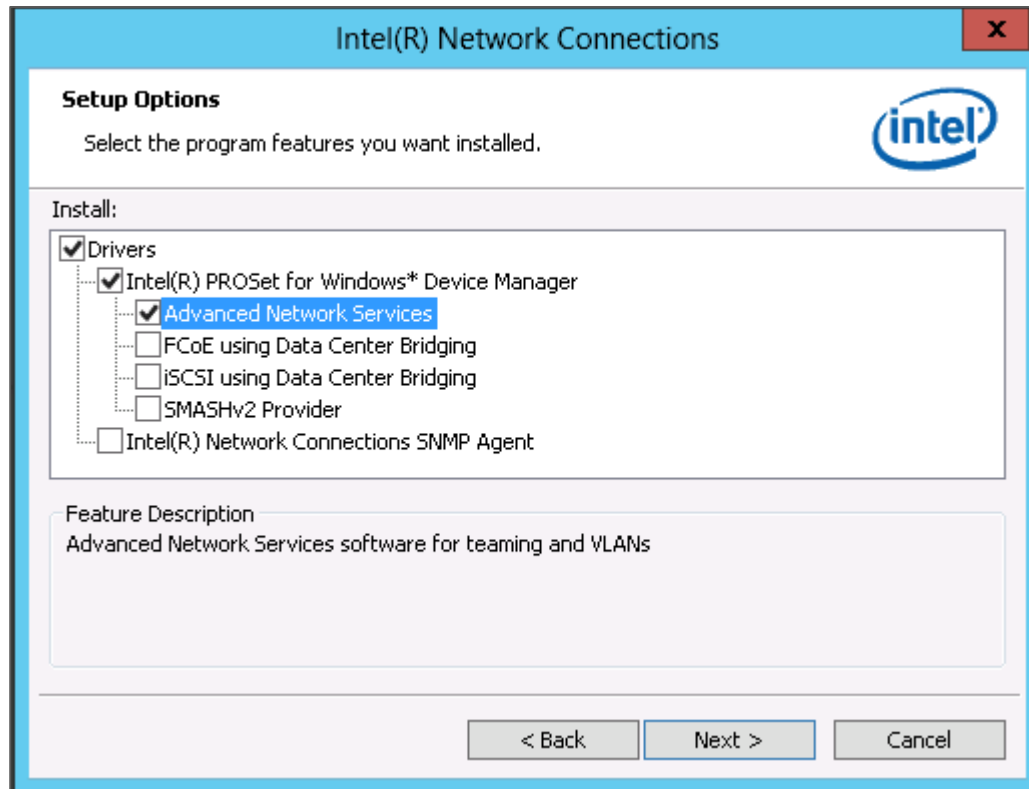 Intel(R) Network Connections
x
Setup Options
Select the program features you want installed.
intel
Install:
Drivers
Intel(R) PROSet for Windows* Device Manager
Advanced Network Services
FCoE using Data Center Bridging
iSCSI using Data Center Bridging
SMASHv2 Provider
Intel(R) Network Connections SNMP Agent
Feature Description
Advanced Network Services software for teaming and VLANs
< Back Next > Cancel